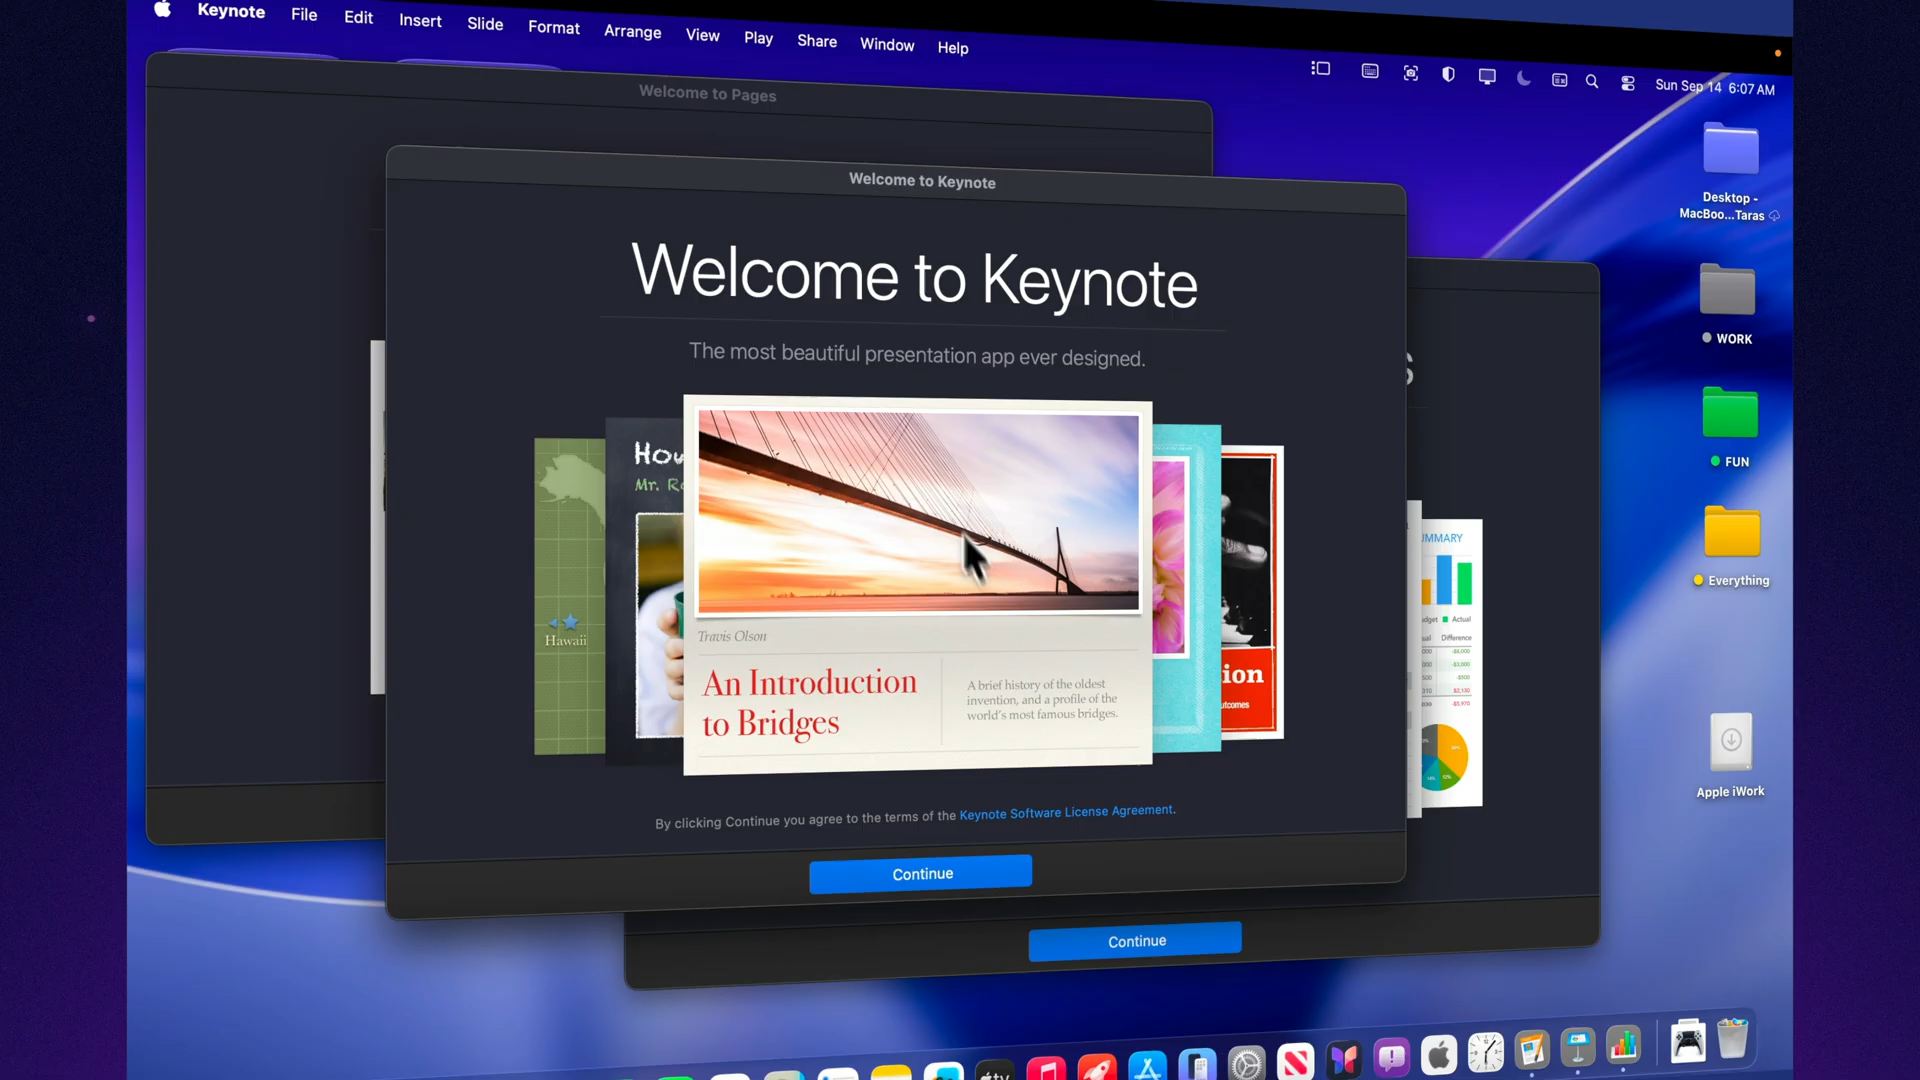 Keynote File Edit Insert Slide Format Arrange View Play Share Window Help
Sun Sep 14 6:07 AM
Welcome to Pages
Welcome to Keynote
Welcome to Keynote
The most beautiful presentation app ever designed.
Hawaii
Travis Olson
An Introduction
to Bridges
A brief history of the oldest
invention, and a profile of the
world's most famous bridges.
By clicking Continue you agree to the terms of the Keynote Software License Agreement.
Continue
Continue
Actual
Difference
Desktop -
MacBoo...Taras
WORK
FUN
Everything
Apple iWork
tv